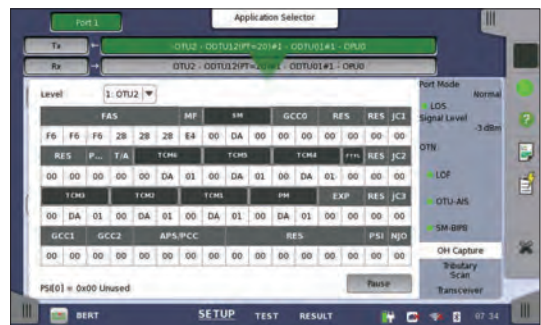 Port 1
Application Selector
Tx
OTU2 - ODTU12(PT=20)#1 - ODTU01#1 - OPU0
Rx
OTU2 - ODTU12(PT=20)#1 - ODTU01#1 - OPU0
Level
1: OTU2
FAS MF SM GCC0 RES RES JC1
F6 F6 F6 28 28 28 E4 00 DA 00 00 00 00 00 00 00
RES P... T/A TCM6 TCM5 TCM4 FTFL RES JC2
00 00 00 00 00 DA 01 00 DA 01 00 DA 01 00 00 00
TCM3 TCM2 TCM1 PM EXP RES JC3
00 DA 01 00 DA 01 00 DA 01 00 00 00 00 00 00 00
GCC1 GCC2 APS/PCC RES PSI NJO
00 00 00 00 00 00 00 00 00 00 00 00 00 00 00 00
PSI[0] = 0x00 Unused
Pause
Port Mode
Normal
LOS
Signal Level
-3 dBm
OTN
LOF
OTU-AIS
SM-BIP8
OH Capture
Tributary
Scan
Transceiver
BERT
SETUP
TEST
RESULT
07:34